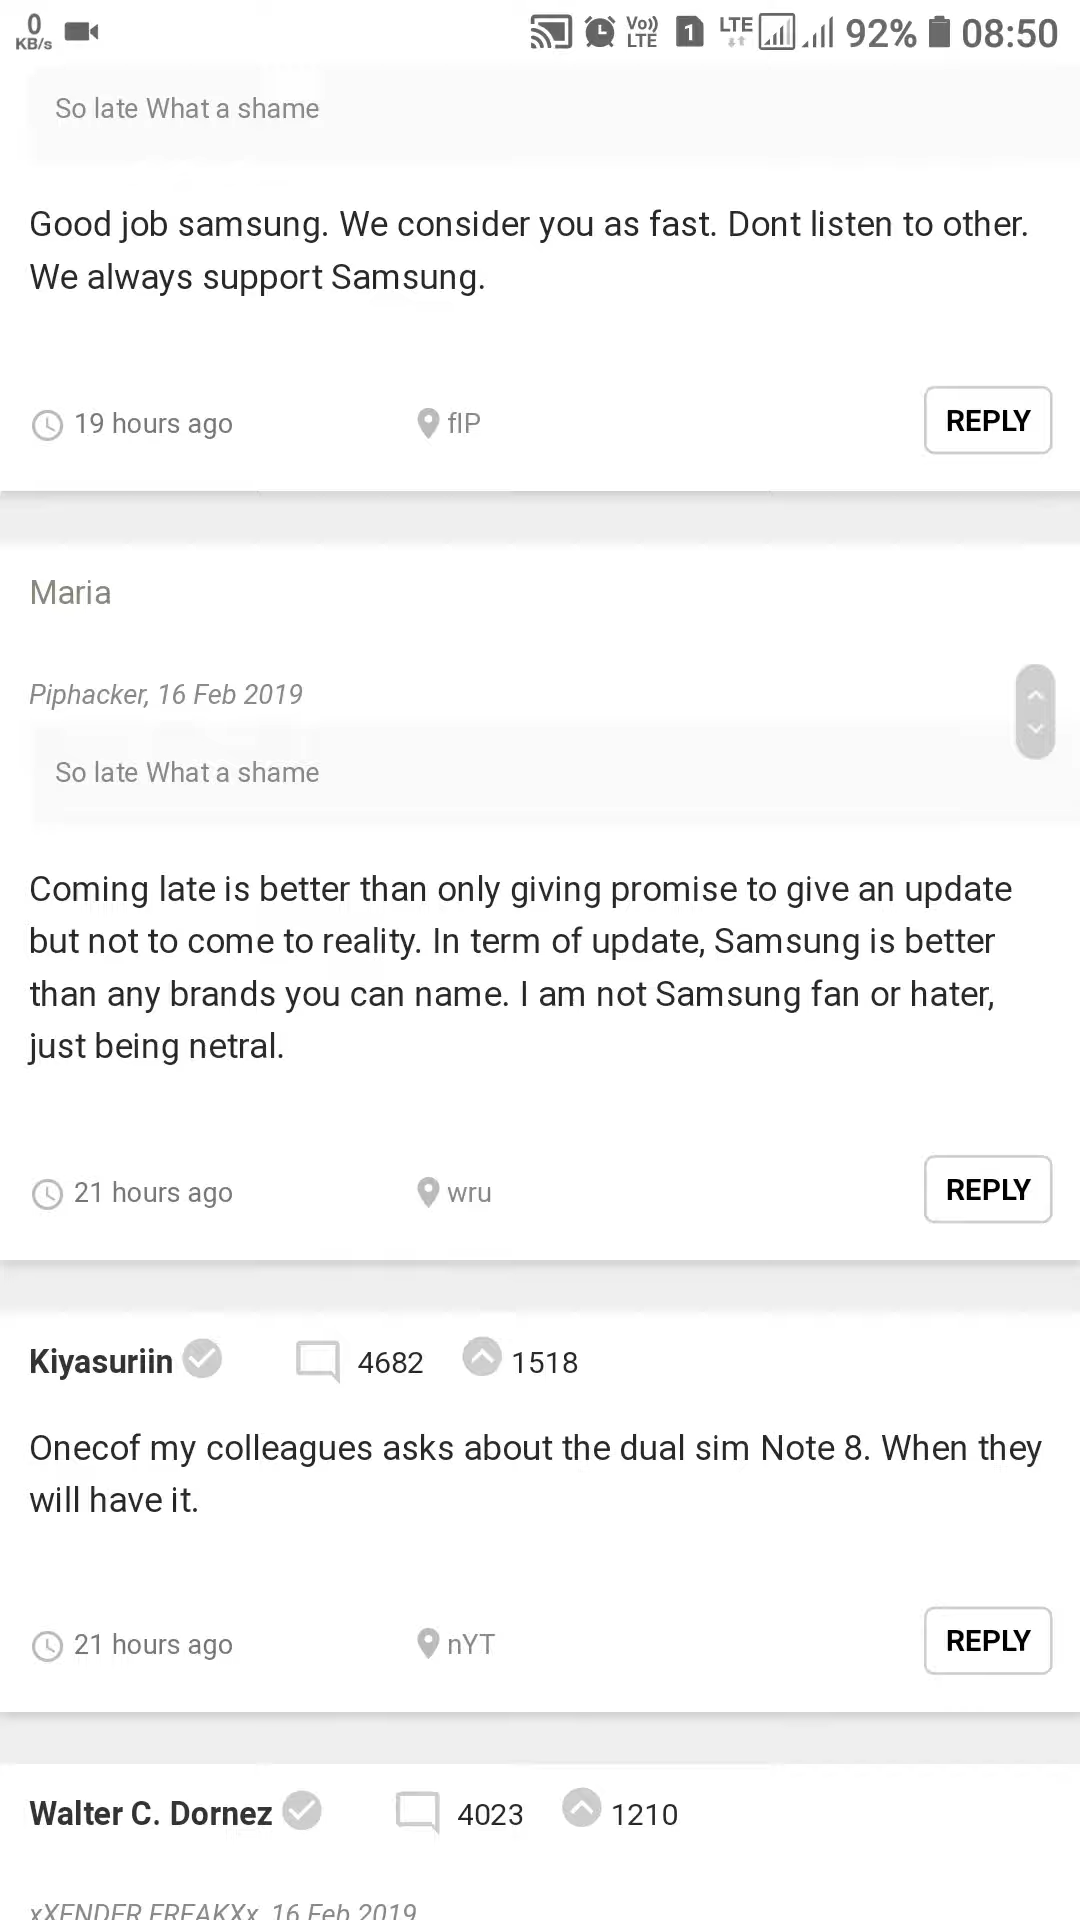 0
KB/s
Vo))
LTE
1
LTE
92%
08:50
So late What a shame
Good job samsung. We consider you as fast. Dont listen to other.
We always support Samsung.
19 hours ago
fIP
REPLY
Maria
Piphacker, 16 Feb 2019
So late What a shame
Coming late is better than only giving promise to give an update
but not to come to reality. In term of update, Samsung is better
than any brands you can name. I am not Samsung fan or hater,
just being netral.
21 hours ago
wru
REPLY
Kiyasuriin
4682
1518
Onecof my colleagues asks about the dual sim Note 8. When they
will have it.
21 hours ago
nYT
REPLY
Walter C. Dornez
4023
1210
xXENDER FREAKXx, 16 Feb 2019